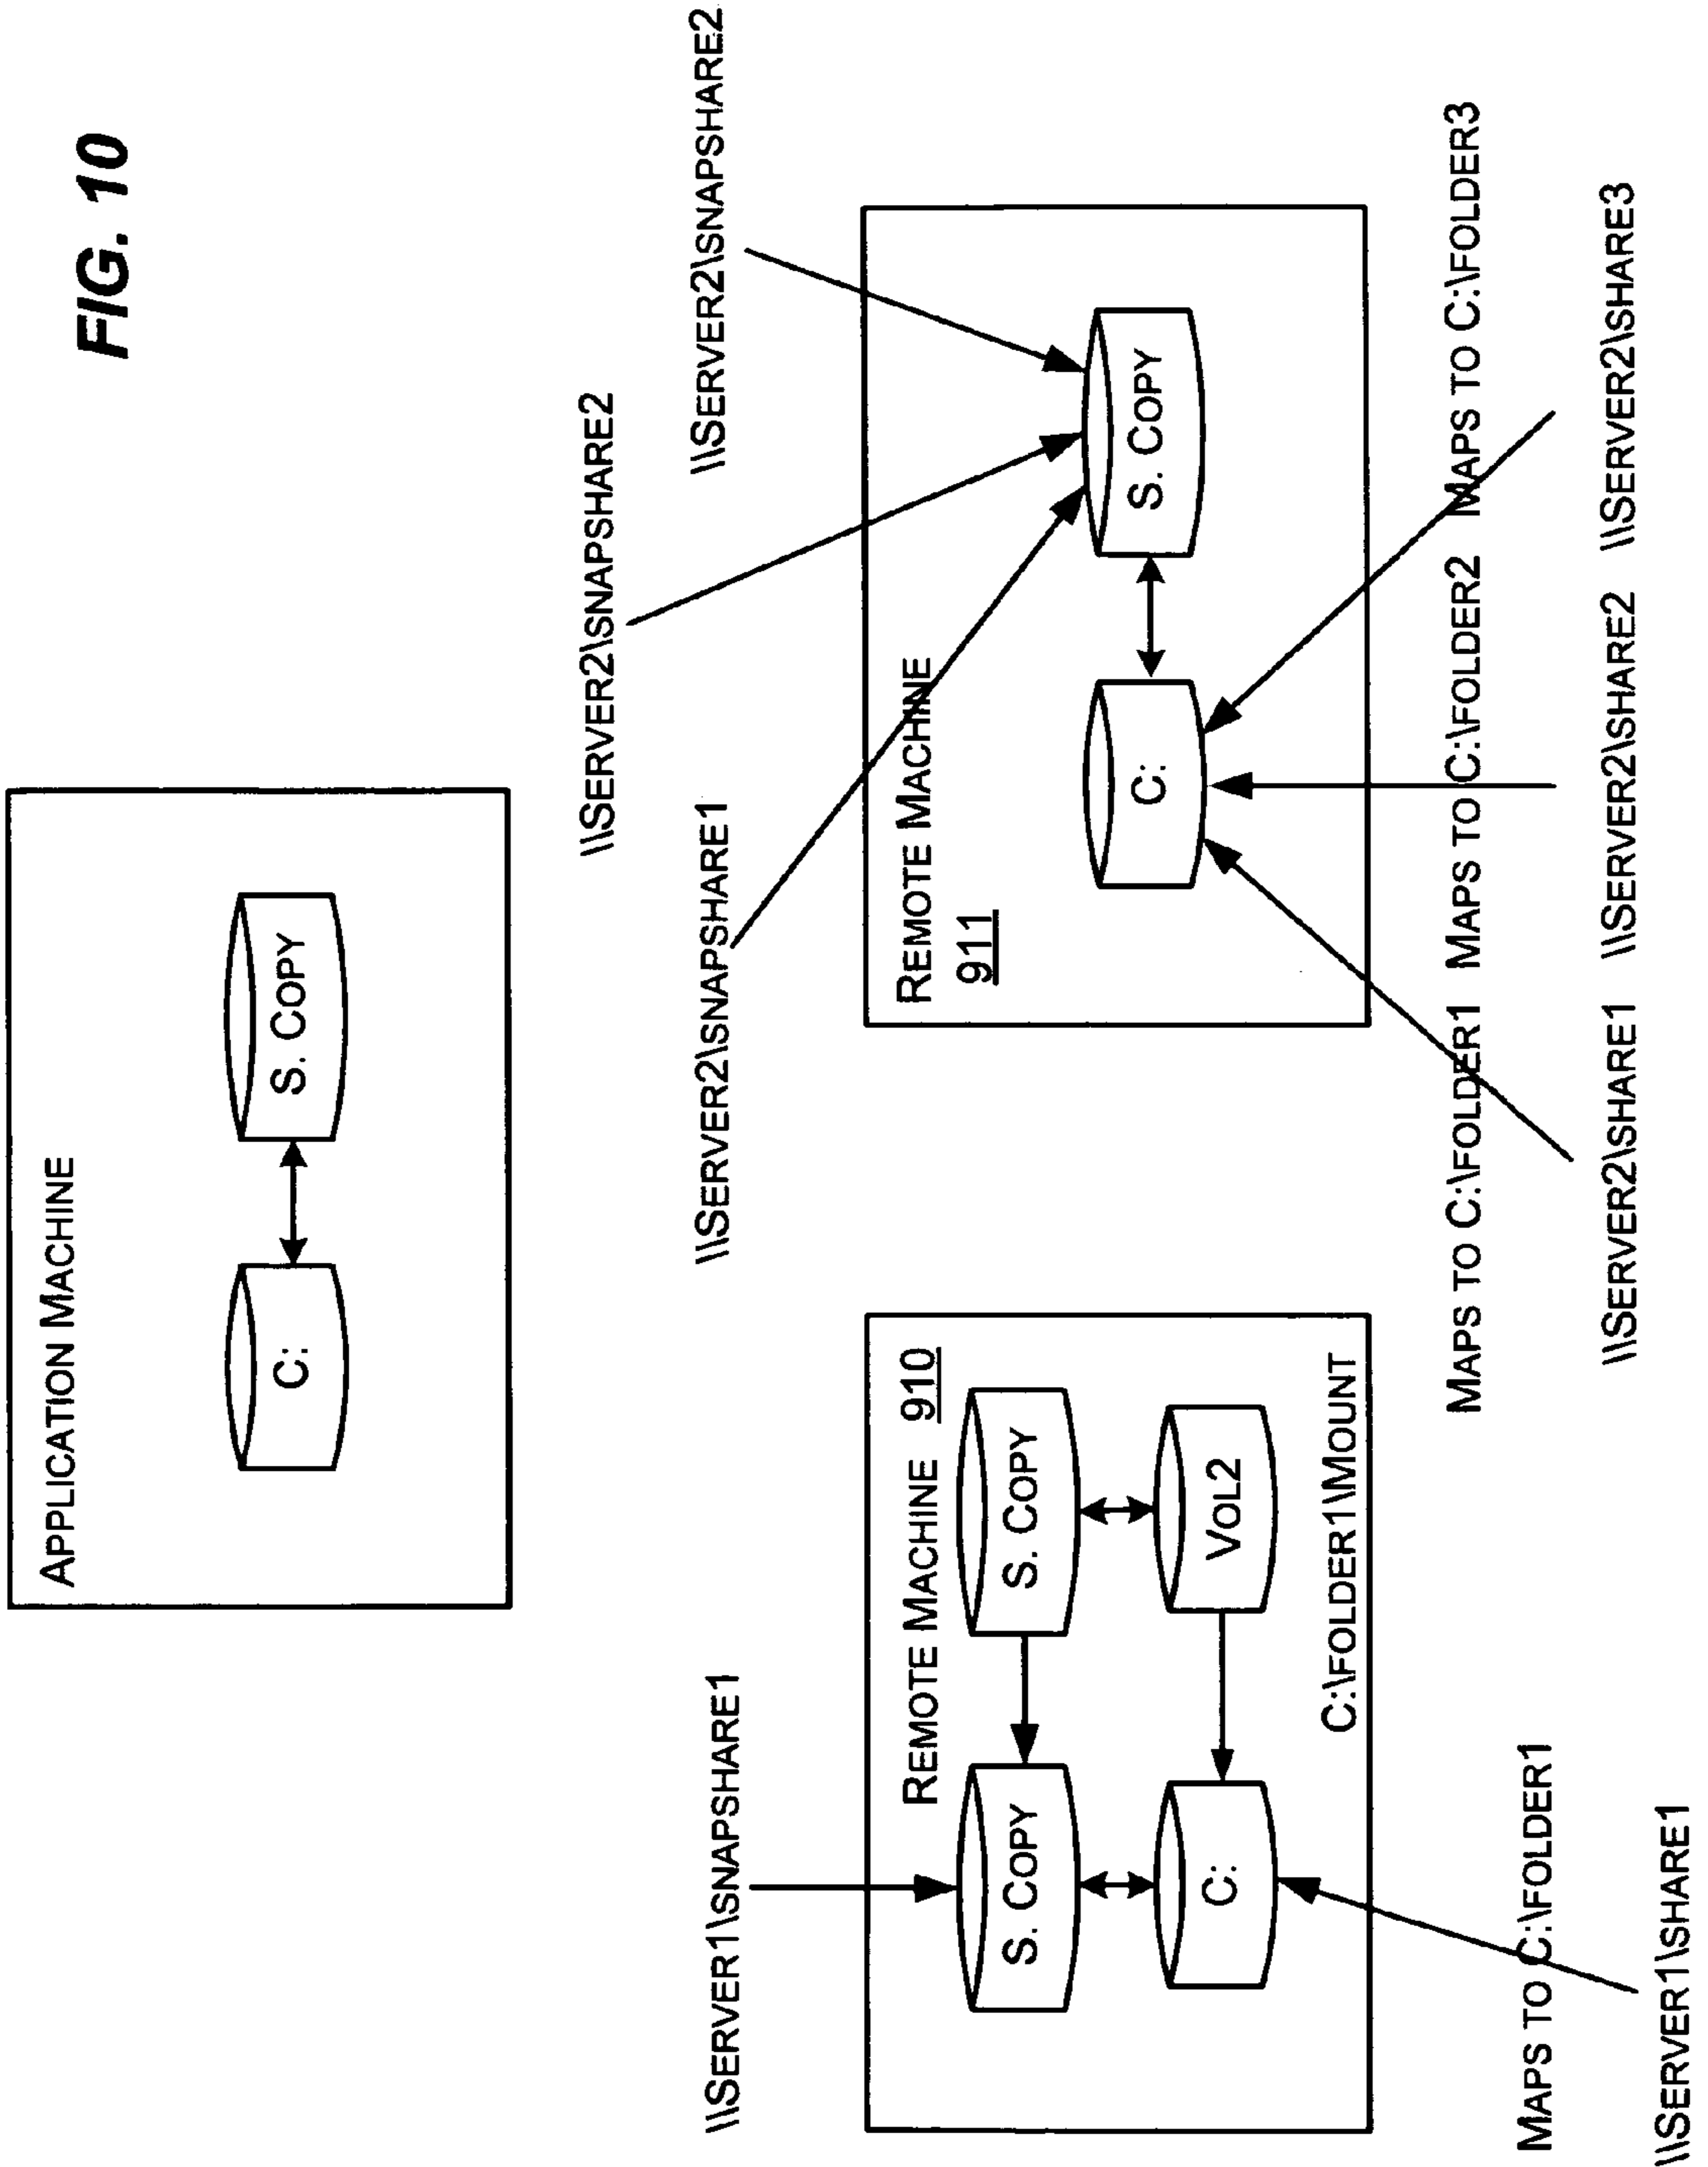 FIG. 10
APPLICATION MACHINE
C:
S. COPY
\\SERVER2\SNAPSHARE2
\\SERVER1\SNAPSHARE1
\\SERVER2\SNAPSHARE1
\\SERVER2\SNAPSHARE2
REMOTE MACHINE 910
S. COPY
S. COPY
C:
VOL2
C:\FOLDER1\MOUNT
REMOTE MACHINE
911
C:
S. COPY
MAPS TO C:\FOLDER1
\\SERVER1\SHARE1
MAPS TO C:\FOLDER1 MAPS TO C:\FOLDER2 MAPS TO C:\FOLDER3
\\SERVER2\SHARE1 \\SERVER2\SHARE2 \\SERVER2\SHARE3